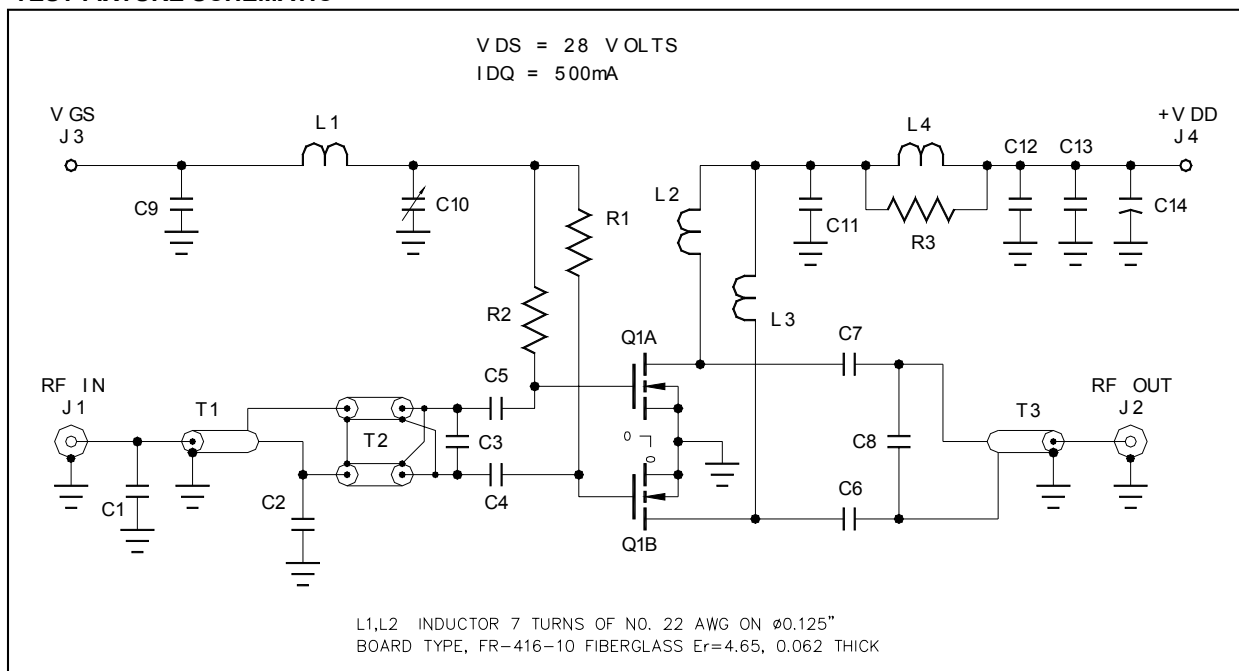 VDS = 28 VOLTS
IDQ = 500mA
VGS
J3
L1
C9
C10
R1
R2
L2
L3
L4
R3
C11
C12
C13
C14
+VDD
J4
RF IN
J1
T1
C1
C2
T2
C3
C5
C4
Q1A
Q1B
C7
C8
C6
T3
RF OUT
J2
L1,L2 INDUCTOR 7 TURNS OF NO. 22 AWG ON ø0.125"
BOARD TYPE, FR-416-10 FIBERGLASS Er=4.65, 0.062 THICK